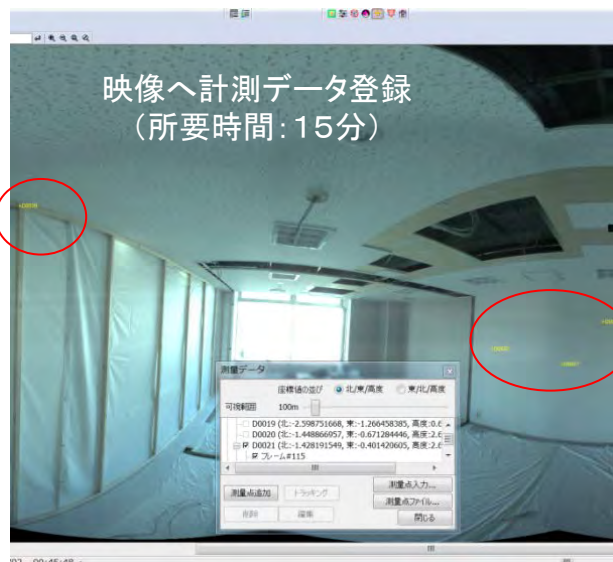 映像へ計測データ登録
（所要時間：１５分）
測量データ
座標値の並び 北/東/高度 東/北/高度
可視範囲 100m
D0019 (北:-2.598751668, 東:-1.266458385, 高度:0.6
D0020 (北:-1.448866957, 東:-0.671284446, 高度:2.6
D0021 (北:-1.428191549, 東:-0.401420605, 高度:2.6
フレーム#115
測量点入力...
測量点追加 トラッキング
測量点ファイル...
削除 編集 閉じる